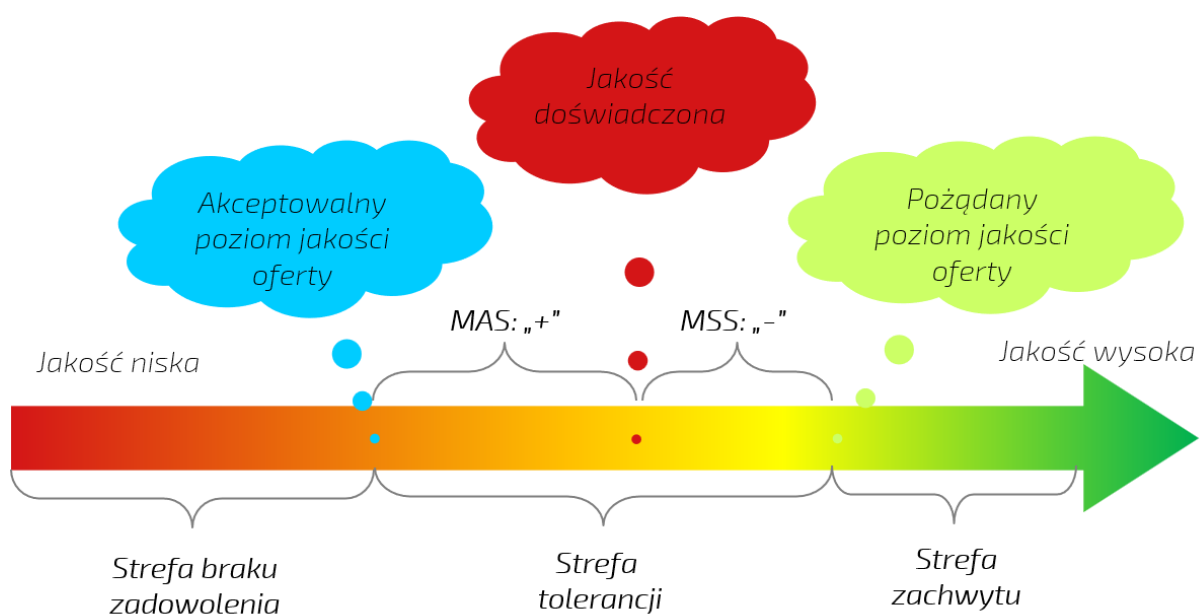 Jakość
doświadczona
Akceptowalny
poziom jakości
oferty
Pożądany
poziom jakości
oferty
MAS: „+”
MSS: „-”
Jakość niska
Jakość wysoka
Strefa braku
zadowolenia
Strefa
tolerancji
Strefa
zachwytu